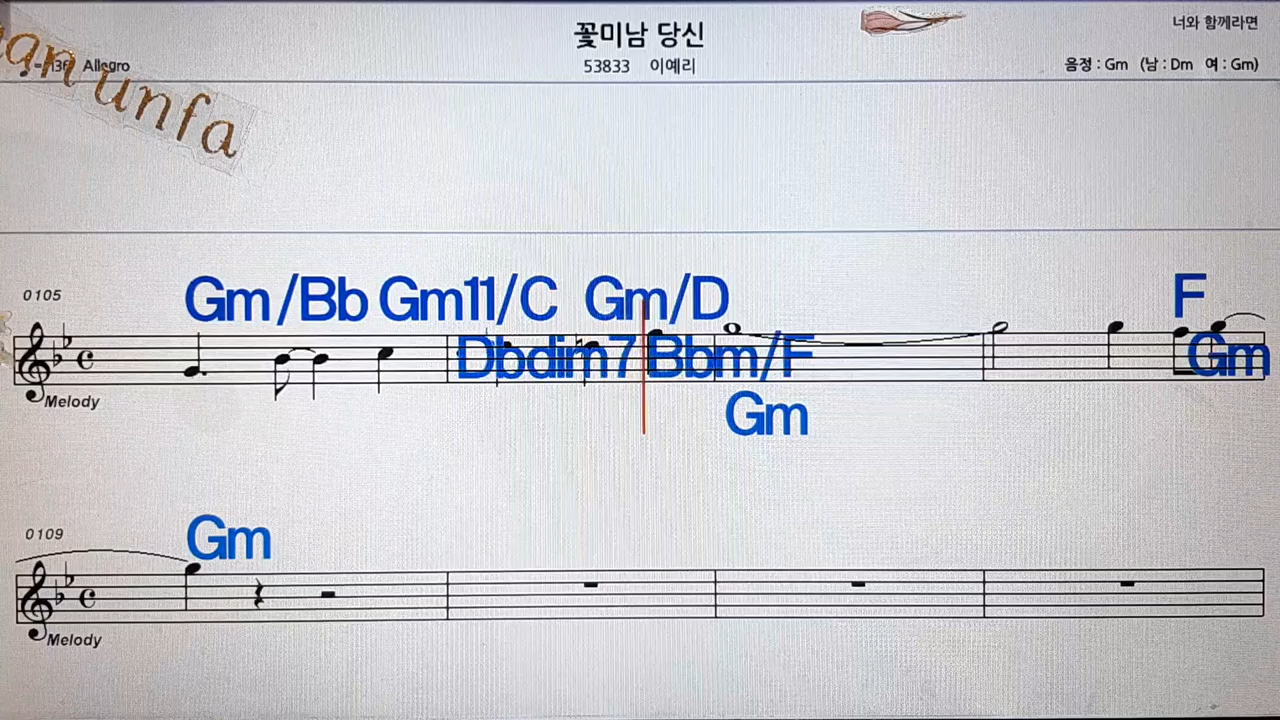 꽃미남 당신
너와 함께라면
53833 이예리
음정 : Gm (남 : Dm 여 : Gm)
Allegro
unfa
0105
Gm/Bb Gm11/C Gm/D F
Dbdim7 Bbm/F Gm
Gm
Melody
0109
Gm
Melody